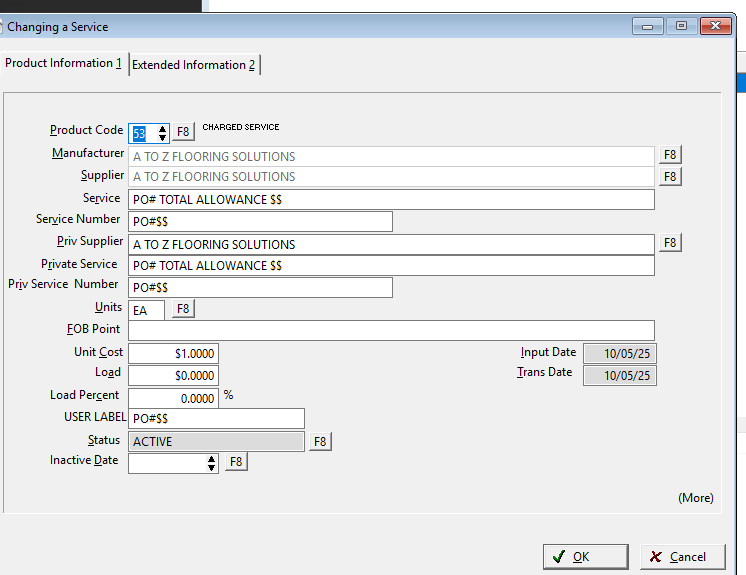 Changing a Service
Product Information 1 Extended Information 2
Product Code 53 F8 CHARGED SERVICE
Manufacturer A TO Z FLOORING SOLUTIONS F8
Supplier A TO Z FLOORING SOLUTIONS F8
Service PO# TOTAL ALLOWANCE $$
Service Number PO#$$
Priv Supplier A TO Z FLOORING SOLUTIONS F8
Private Service PO# TOTAL ALLOWANCE $$
Priv Service Number PO#$$
Units EA F8
FOB Point
Unit Cost $1.0000 Input Date 10/05/25
Load $0.0000 Trans Date 10/05/25
Load Percent 0.0000 %
USER LABEL PO#$$
Status ACTIVE F8
Inactive Date F8
(More)
OK Cancel